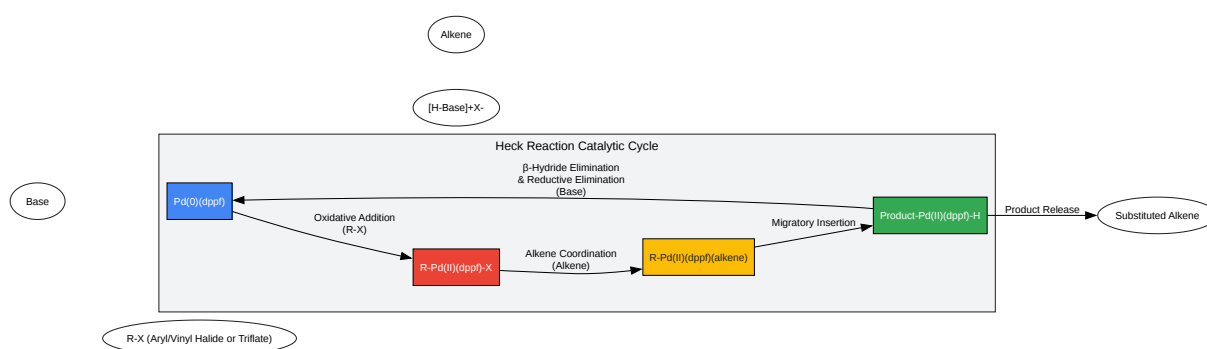 Alkene
[H-Base]+X-
Heck Reaction Catalytic Cycle
β-Hydride Elimination
& Reductive Elimination
(Base)
Base
Pd(0)(dppf)
Oxidative Addition
(R-X)
R-Pd(II)(dppf)-X
Alkene Coordination
(Alkene)
R-Pd(II)(dppf)(alkene)
Migratory Insertion
Product-Pd(II)(dppf)-H
Product Release
Substituted Alkene
R-X (Aryl/Vinyl Halide or Triflate)